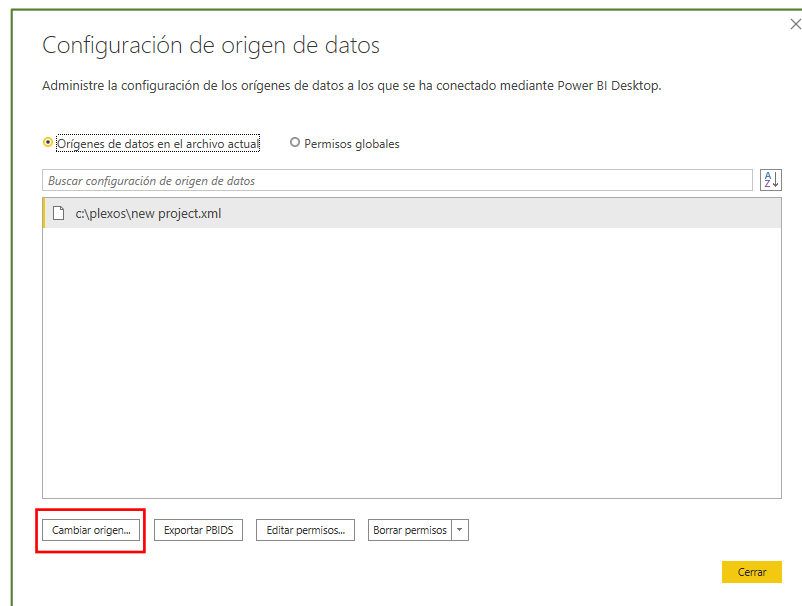 Configuración de origen de datos
Administre la configuración de los orígenes de datos a los que se ha conectado mediante Power BI Desktop.
Orígenes de datos en el archivo actual
Permisos globales
Buscar configuración de origen de datos
A
Z
c:\plexos\new project.xml
Cambiar origen...
Exportar PBIDS
Editar permisos...
Borrar permisos
Cerrar